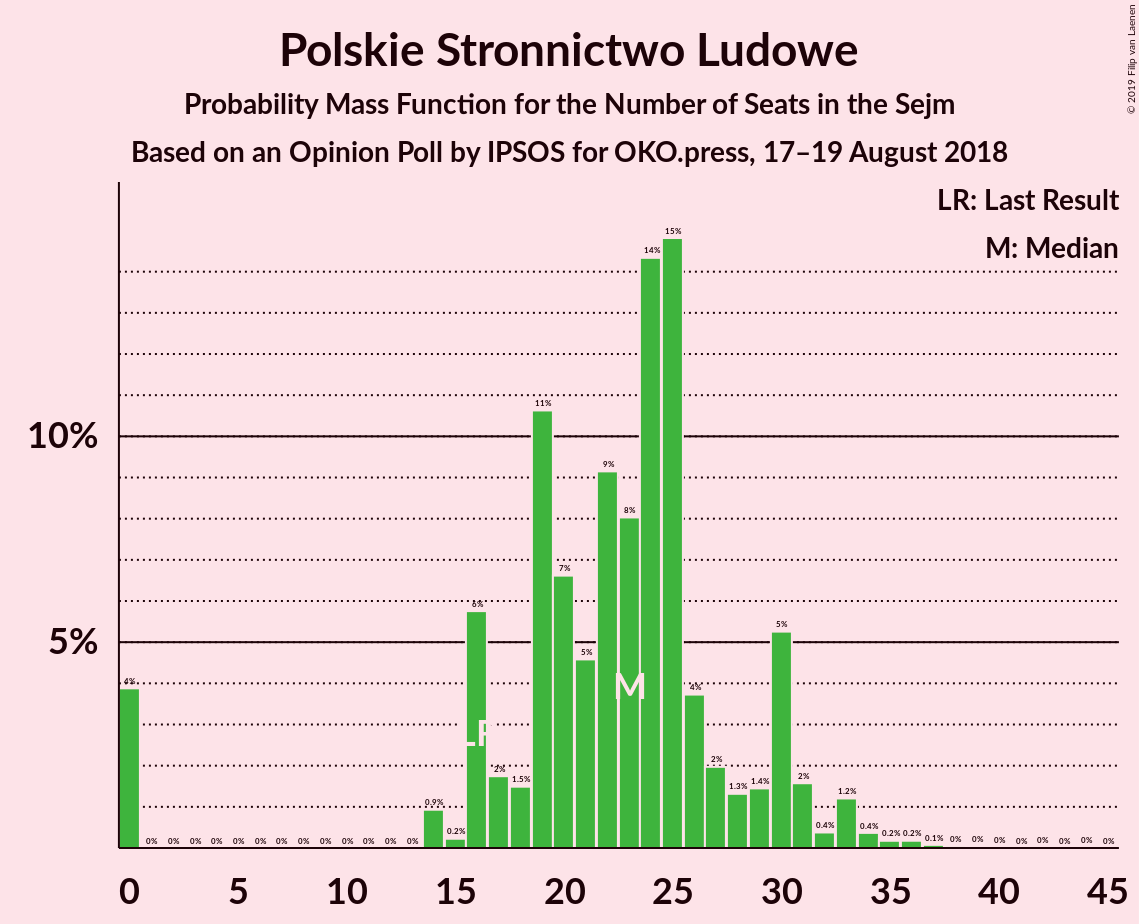 Polskie Stronnictwo Ludowe
Probability Mass Function for the Number of Seats in the Sejm
Based on an Opinion Poll by IPSOS for OKO.press, 17–19 August 2018
© 2019 Filip van Laenen
LR: Last Result
M: Median
10%
5%
4% 0% 0% 0% 0% 0% 0% 0% 0% 0% 0% 0% 0% 0% 0.9% 0.2% 6% 2% 1.5% 11% 7% 5% 9% 8% 14% 15% 4% 2% 1.3% 1.4% 5% 2% 0.4% 1.2% 0.4% 0.2% 0.2% 0.1% 0% 0% 0% 0% 0% 0% 0% 0%
LR
M
0 5 10 15 20 25 30 35 40 45